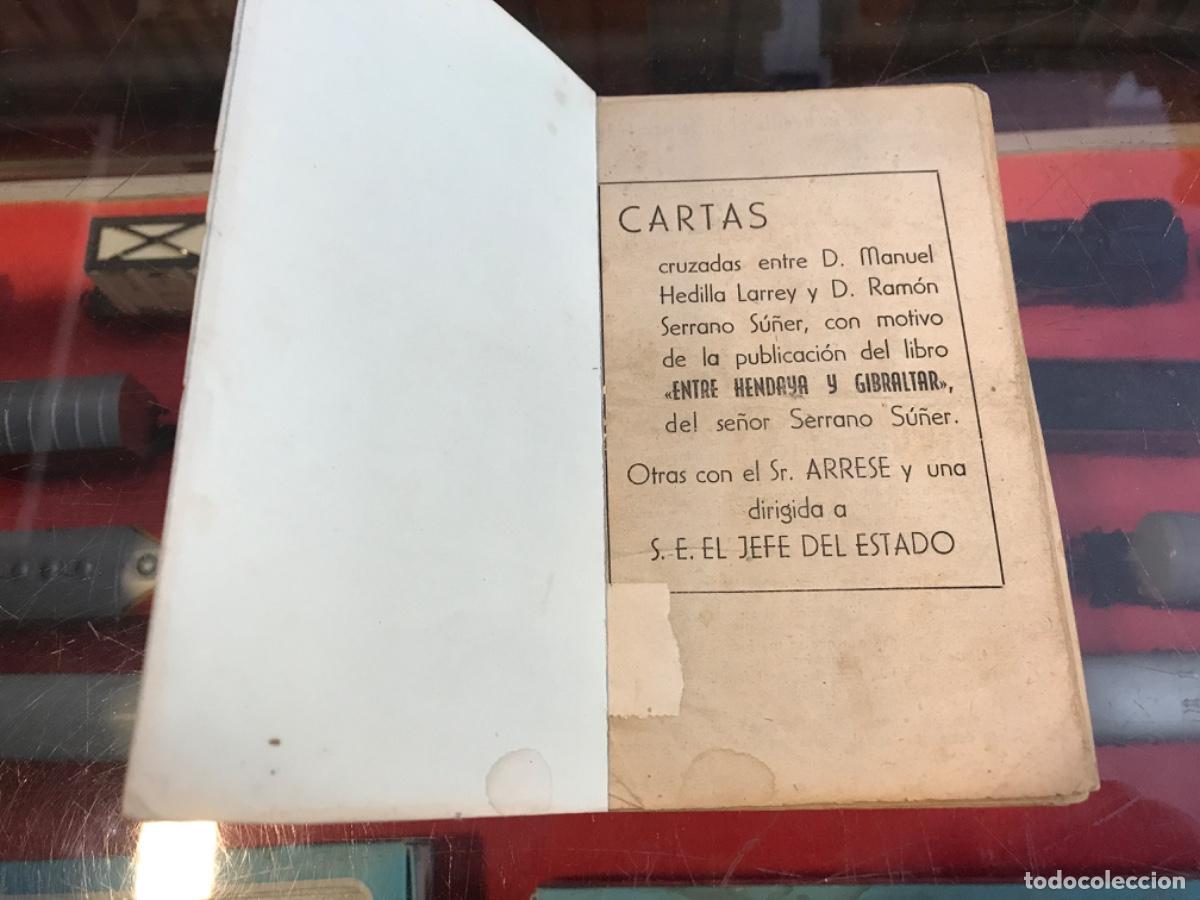 CARTAS
cruzadas entre D. Manuel
Hedilla Larrey y D. Ramón
Serrano Súñer, con motivo
de la publicación del libro
«ENTRE HENDAYA Y GIBRALTAR»,
del señor Serrano Súñer.
Otras con el Sr. ARRESE y una
dirigida a
S. E. EL JEFE DEL ESTADO
todocoleccion